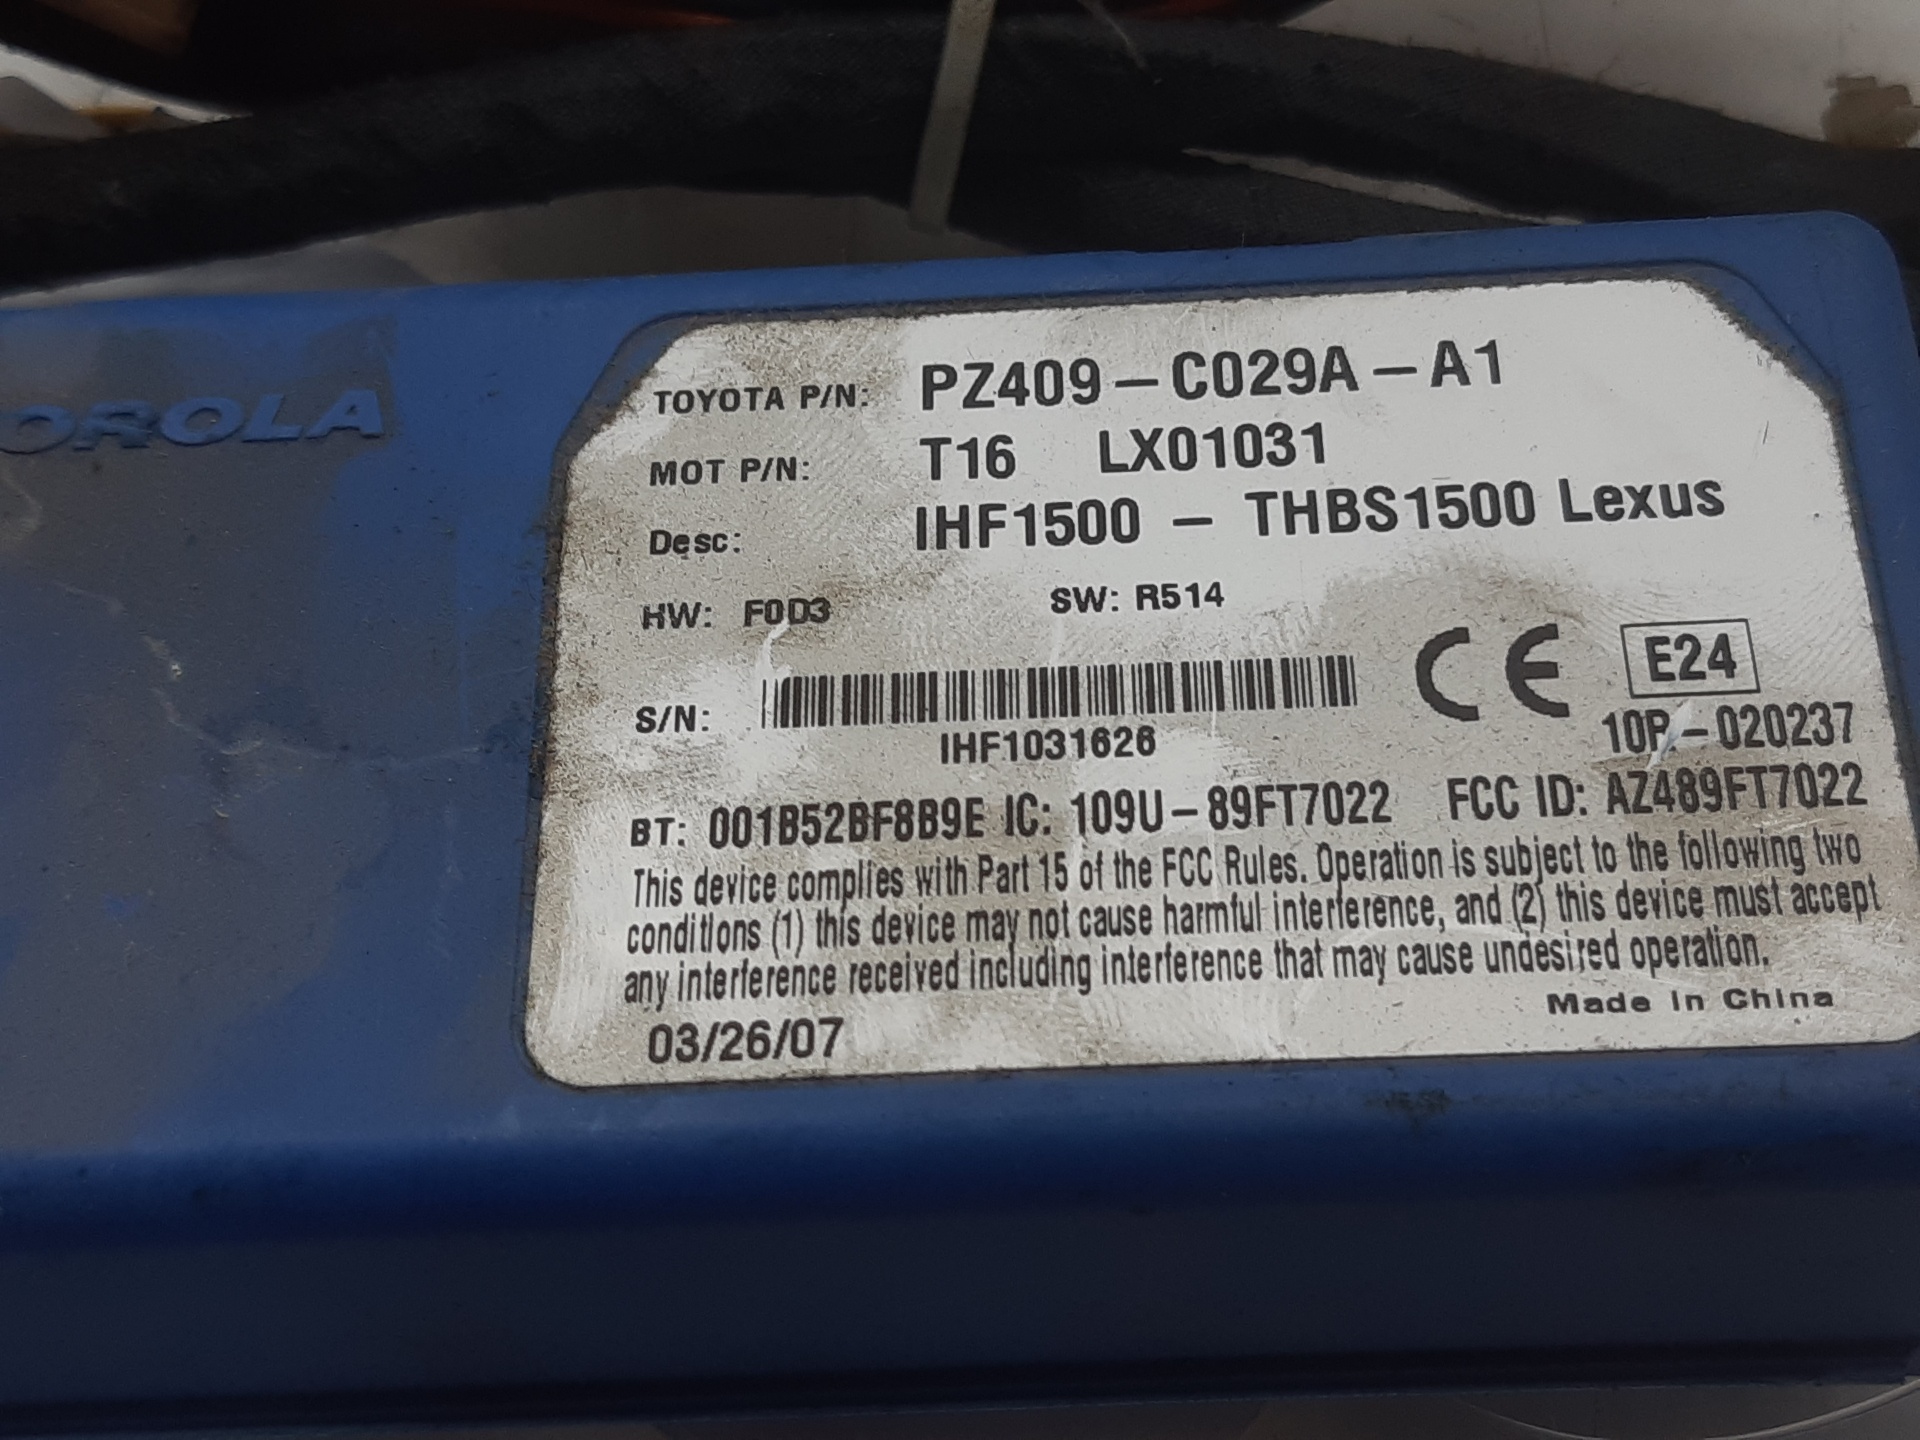 OROLA
TOYOTA P/N: PZ409-C029A-A1
MOT P/N: T16 LX01031
Desc: IHF1500 - THBS1500 Lexus
HW: F0D3 SW: R514
CE E24
S/N:
IHF1031626
10R-020237
BT: 001B52BF8B9E IC: 109U-89FT7022 FCC ID: AZ489FT7022
This device complies with Part 15 of the FCC Rules. Operation is subject to the following two
conditions (1) this device may not cause harmful interference, and (2) this device must accept
any interference received including interference that may cause undesired operation.
Made in China
03/26/07